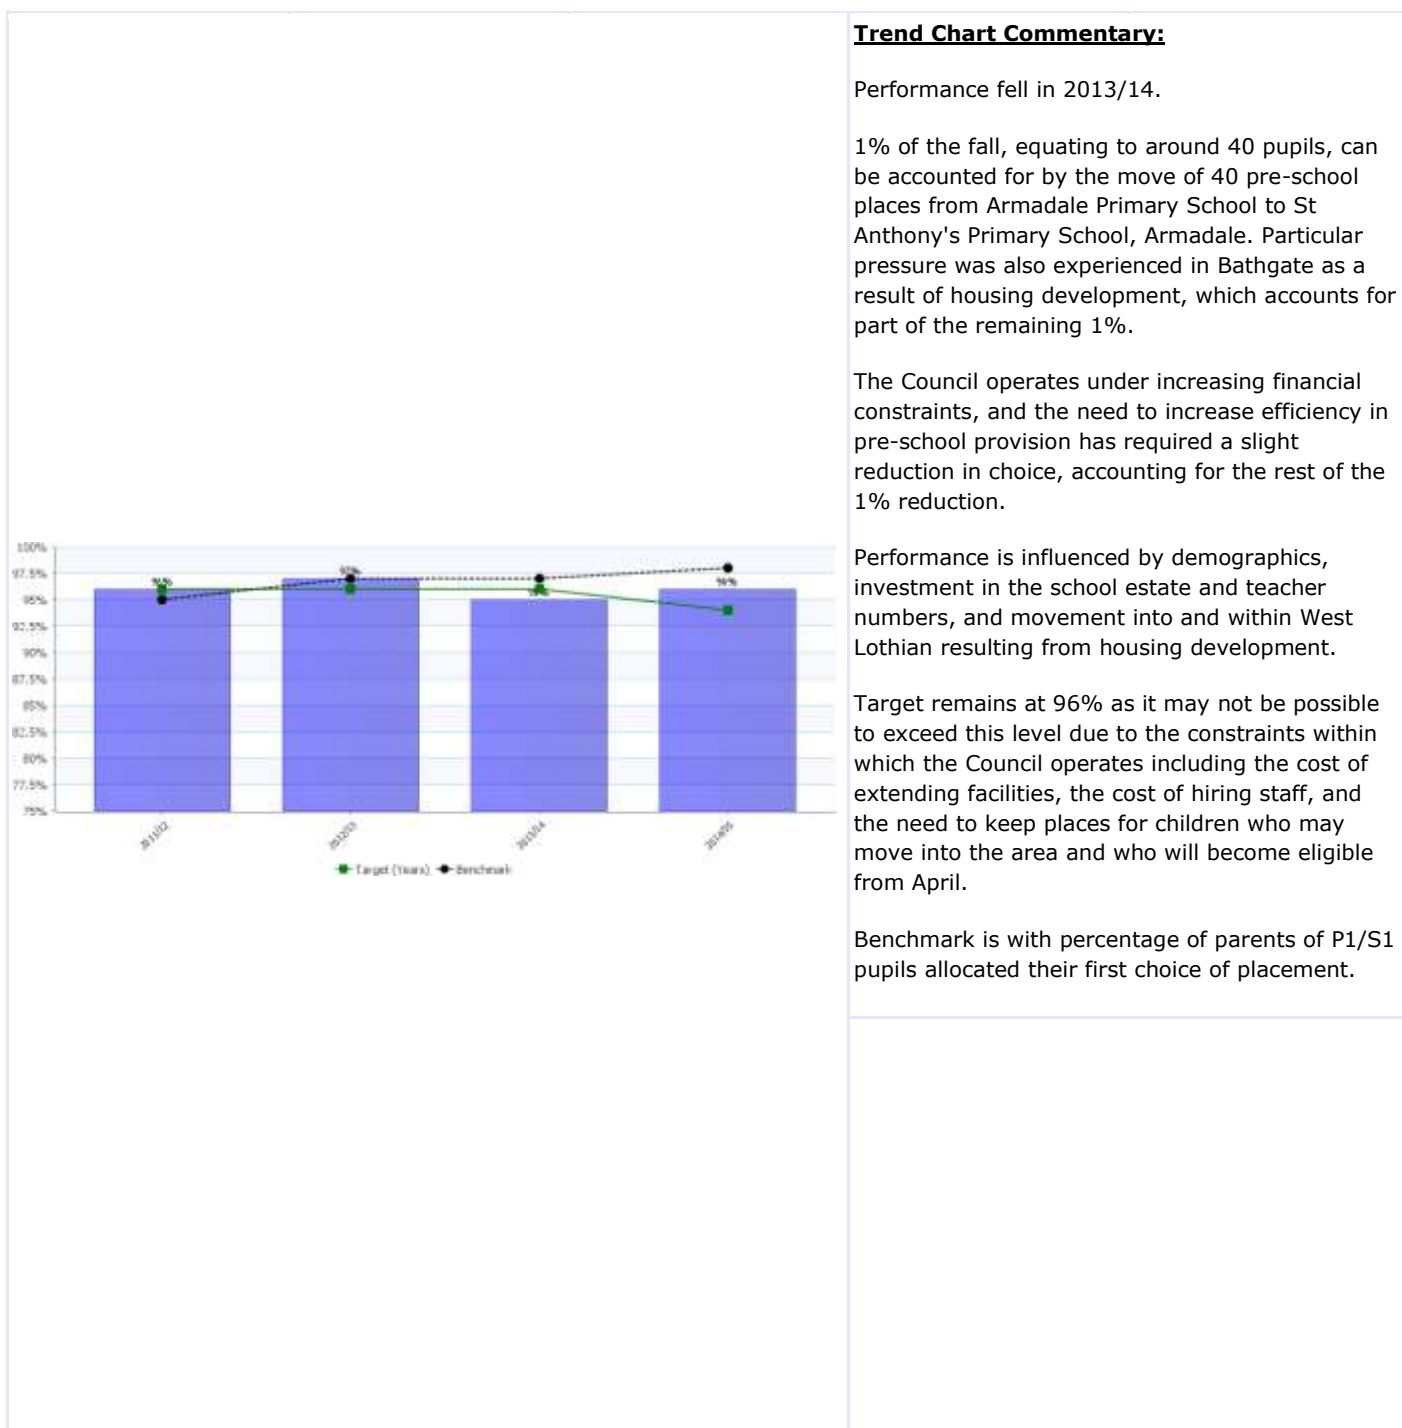 Trend Chart Commentary:
Performance fell in 2013/14.
1% of the fall, equating to around 40 pupils, can
be accounted for by the move of 40 pre-school
places from Armadale Primary School to St
Anthony's Primary School, Armadale. Particular
pressure was also experienced in Bathgate as a
result of housing development, which accounts for
part of the remaining 1%.
The Council operates under increasing financial
constraints, and the need to increase efficiency in
pre-school provision has required a slight
reduction in choice, accounting for the rest of the
1% reduction.
Performance is influenced by demographics,
investment in the school estate and teacher
numbers, and movement into and within West
Lothian resulting from housing development.
Target remains at 96% as it may not be possible
to exceed this level due to the constraints within
which the Council operates including the cost of
extending facilities, the cost of hiring staff, and
the need to keep places for children who may
move into the area and who will become eligible
from April.
Benchmark is with percentage of parents of P1/S1
pupils allocated their first choice of placement.
100%
97.5%
95%
92.5%
90%
87.5%
85%
82.5%
80%
77.5%
75%
96%
97%
96%
2011/12
2012/13
2013/14
2014/15
Target (Years)
Benchmark